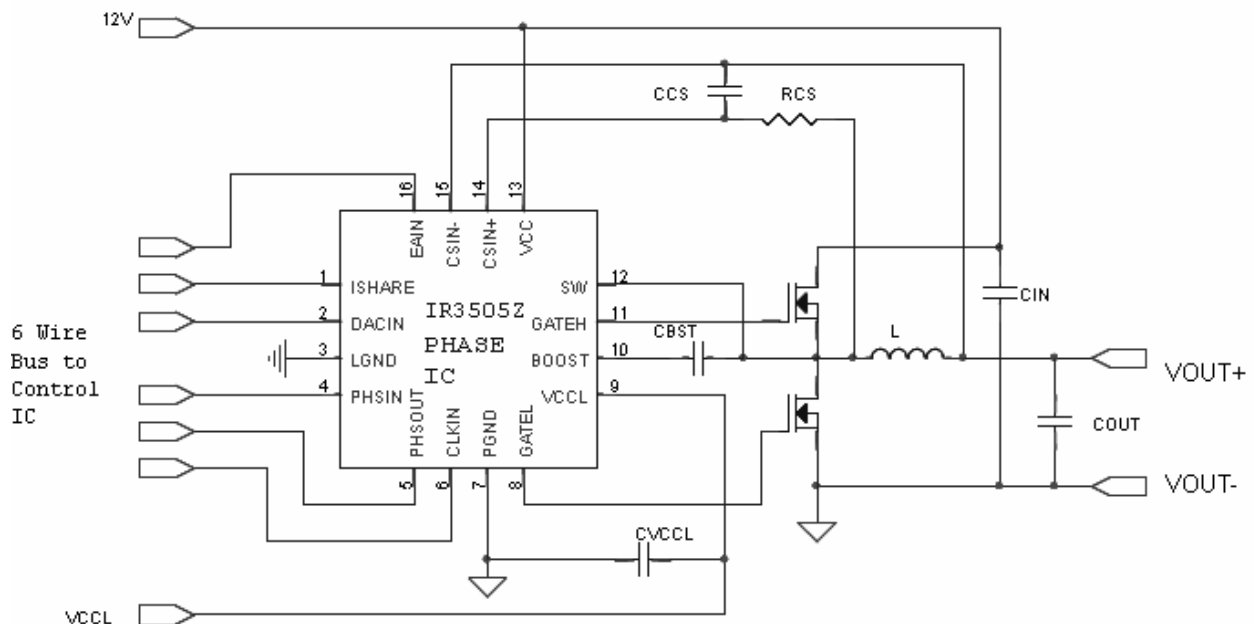 12V
CCS
RCS
16
15
14
13
EAIN
CSIN-
CSIN+
VCC
1
ISHARE
SW
12
IR3505Z
PHASE
IC
CIN
6 Wire
Bus to
Control
IC
2
DACIN
GATEH
11
CBST
L
3
LGND
BOOST
10
VOUT+
4
PHSIN
VCCL
9
PHSOUT
CLKIN
PGND
GATEL
COUT
5
6
7
8
VOUT-
CVCCL
VCCL